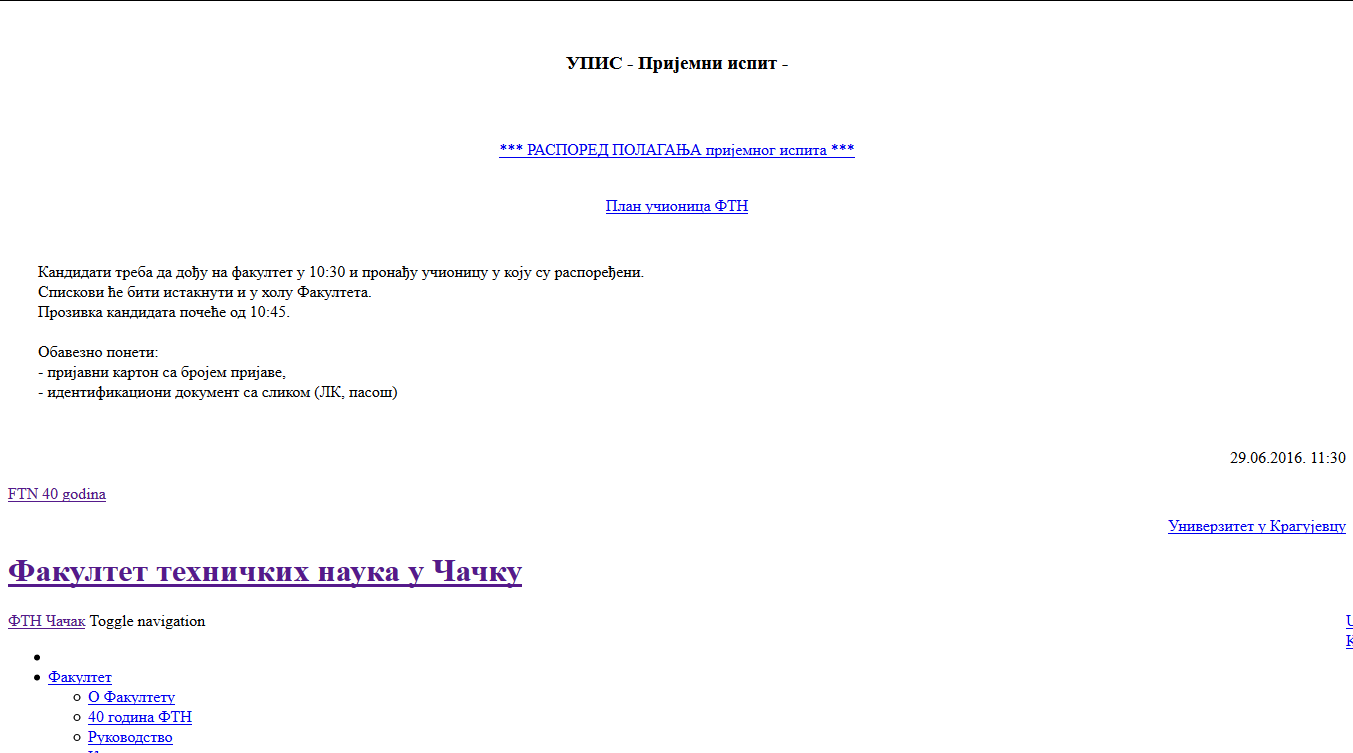 УПИС - Пријемни испит -
*** РАСПОРЕД ПОЛАГАЊА пријемног испита ***
План учионица ФТН
Кандидати треба да дођу на факултет у 10:30 и пронађу учионицу у коју су распоређени.
Спискови ће бити истакнути и у холу Факултета.
Прозивка кандидата почеће од 10:45.
Обавезно понети:
- пријавни картон са бројем пријаве,
- идентификациони документ са сликом (ЛК, пасош)
29.06.2016. 11:30
FTN 40 godina
Универзитет у Крагујевцу
Факултет техничких наука у Чачку
ФТН Чачак Toggle navigation
Факултет
О Факултету
40 година ФТН
Руководство